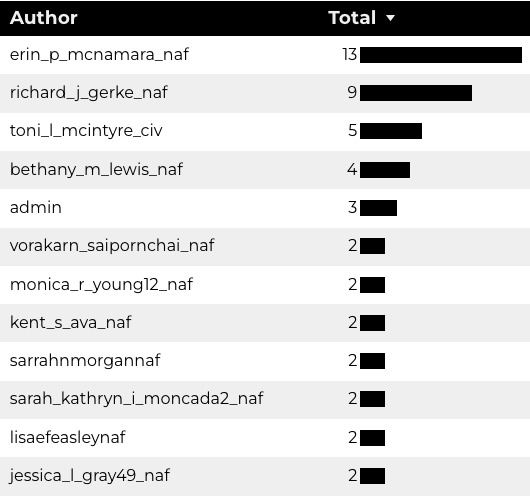 Author Total
erin_p_mcnamara_naf 13
richard_j_gerke_naf 9
toni_l_mcintyre_civ 5
bethany_m_lewis_naf 4
admin 3
vorakarn_saipornchai_naf 2
monica_r_young12_naf 2
kent_s_ava_naf 2
sarrahnmorgannaf 2
sarah_kathryn_i_moncada2_naf 2
lisaefeasleynaf 2
jessica_l_gray49_naf 2